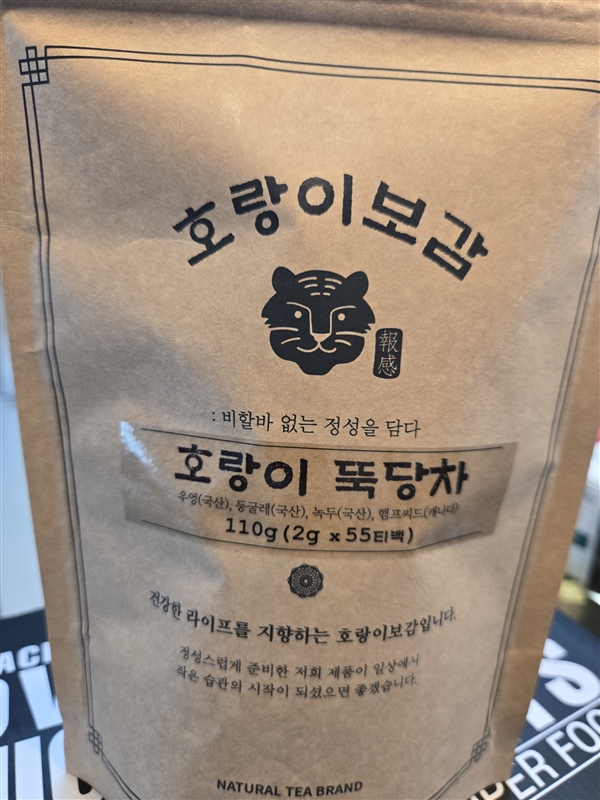 호랑이보감
報感
: 비할바 없는 정성을 담다
호랑이 뚝당차
우엉(국산), 둥굴레(국산), 녹두(국산), 햄프씨드(캐나다)
110g(2g x 55티백)
건강한 라이프를 지향하는 호랑이보감입니다.
정성스럽게 준비한 저희 제품이 일상에서
작은 습관의 시작이 되셨으면 좋겠습니다.
NATURAL TEA BRAND